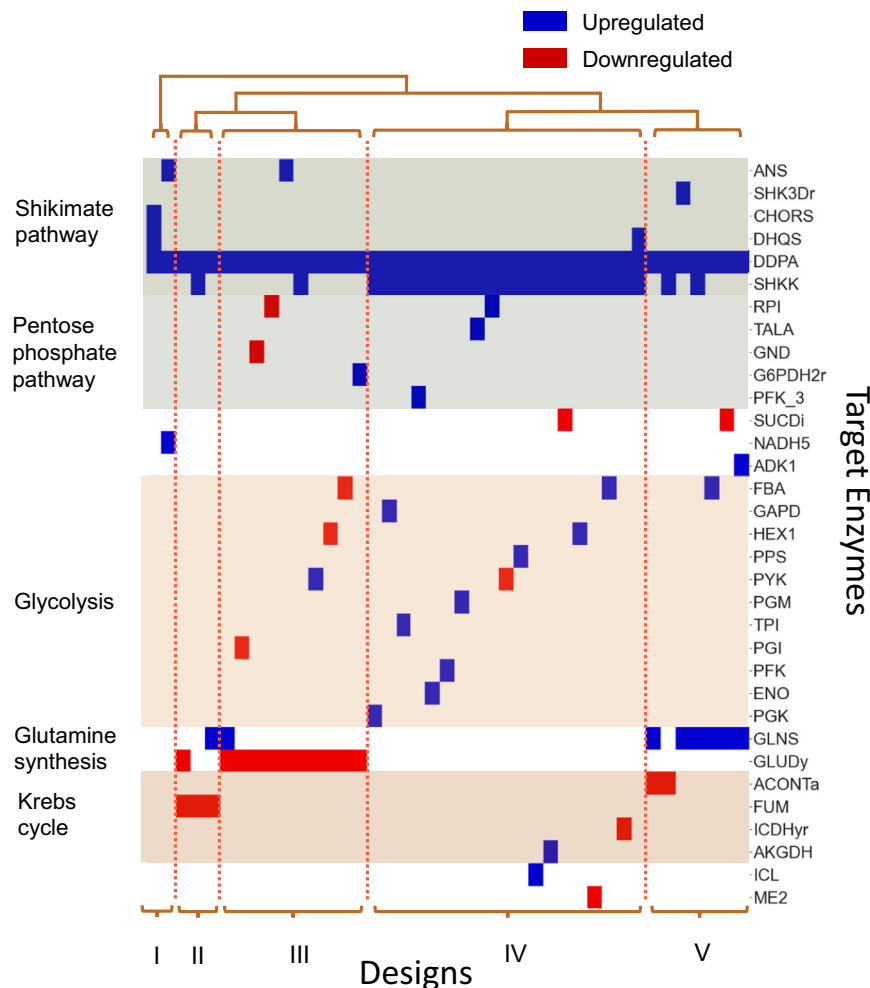 Upregulated
Downregulated
Shikimate
pathway
Pentose
phosphate
pathway
Glycolysis
Glutamine
synthesis
Krebs
cycle
ANS
SHK3Dr
CHORS
DHQS
DDPA
SHKK
RPI
TALA
GND
G6PDH2r
PFK_3
SUCDi
NADH5
ADK1
FBA
GAPD
HEX1
PPS
PYK
PGM
TPI
PGI
PFK
ENO
PGK
GLNS
GLUDy
ACONTa
FUM
ICDHyr
AKGDH
ICL
ME2
Target Enzymes
I II III IV V
Designs